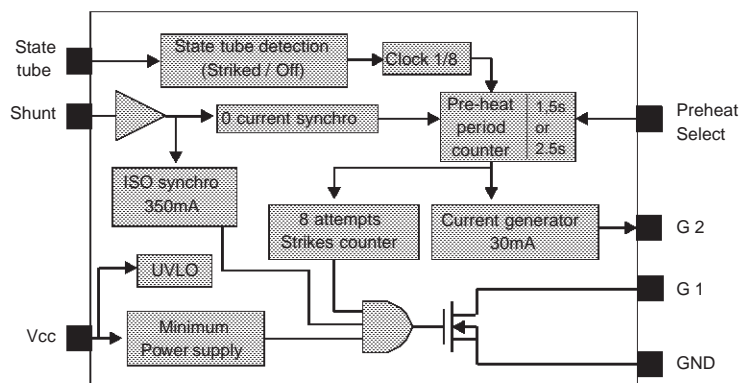 State
tube
State tube detection
(Striked / Off)
Clock 1/8
Shunt
0 current synchro
Pre-heat
period
counter
1.5s
or
2.5s
Preheat
Select
ISO synchro
350mA
8 attempts
Strikes counter
Current generator
30mA
G 2
UVLO
G 1
Vcc
Minimum
Power supply
GND